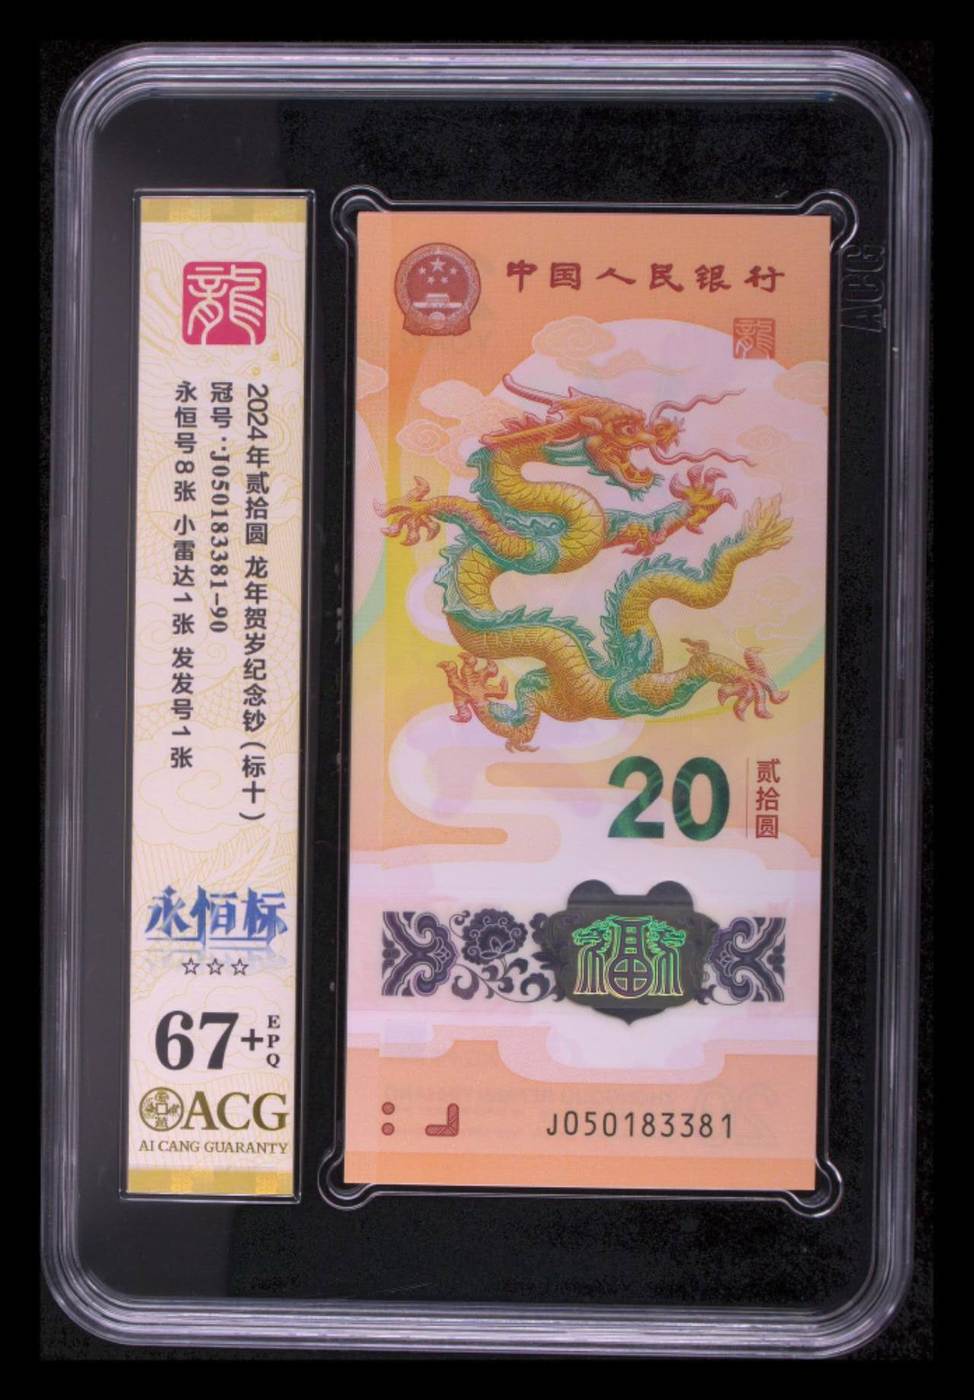 龍
2024年贰拾圆 龙年贺岁纪念钞(标十)
冠号:J050183381-90
永恒号8张 小雷达1张 发发号1张
永恒标
☆☆☆
67+EPQ
ACG
AI CANG GUARANTY
中国人民银行
龍
20
贰拾圆
福
J050183381
ACG